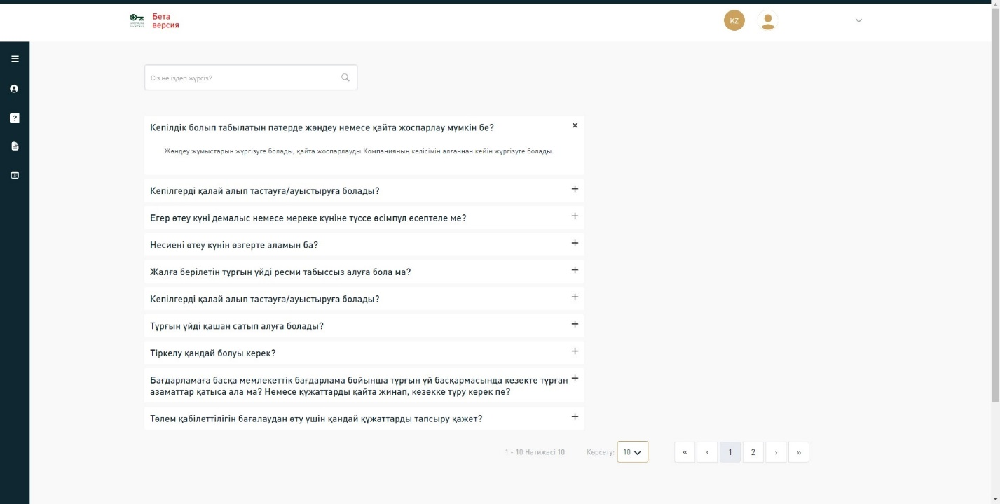 Бета
версия
KZ
Сіз не іздеп жүрсіз?
Кепілдік болып табылатын пәтерде жөндеу немесе қайта жоспарлау мүмкін бе?
Жөндеу жұмыстарын жүргізуге болады, қайта жоспарлауды Компанияның келісімін алғаннан кейін жүргізуге болады.
Кепілгерді қалай алып тастауға/ауыстыруға болады?
Егер өтеу күні демалыс немесе мереке күніне түссе өсімпұл есептеле ме?
Несиені өтеу күнін өзгерте аламын ба?
Жалға берілетін тұрғын үйді ресми табыссыз алуға бола ма?
Кепілгерді қалай алып тастауға/ауыстыруға болады?
Тұрғын үйді қашан сатып алуға болады?
Тіркелу қандай болуы керек?
Бағдарламаға басқа мемлекеттік бағдарлама бойынша тұрғын үй басқармасында кезекте тұрған
азаматтар қатыса ала ма? Немесе құжаттарды қайта жинап, кезекке тұру керек пе?
Төлем қабілеттілігін бағалаудан өту үшін қандай құжаттарды тапсыру қажет?
1 - 10 Нәтижесі 10 Көрсету: 10 « ‹ 1 2 › »